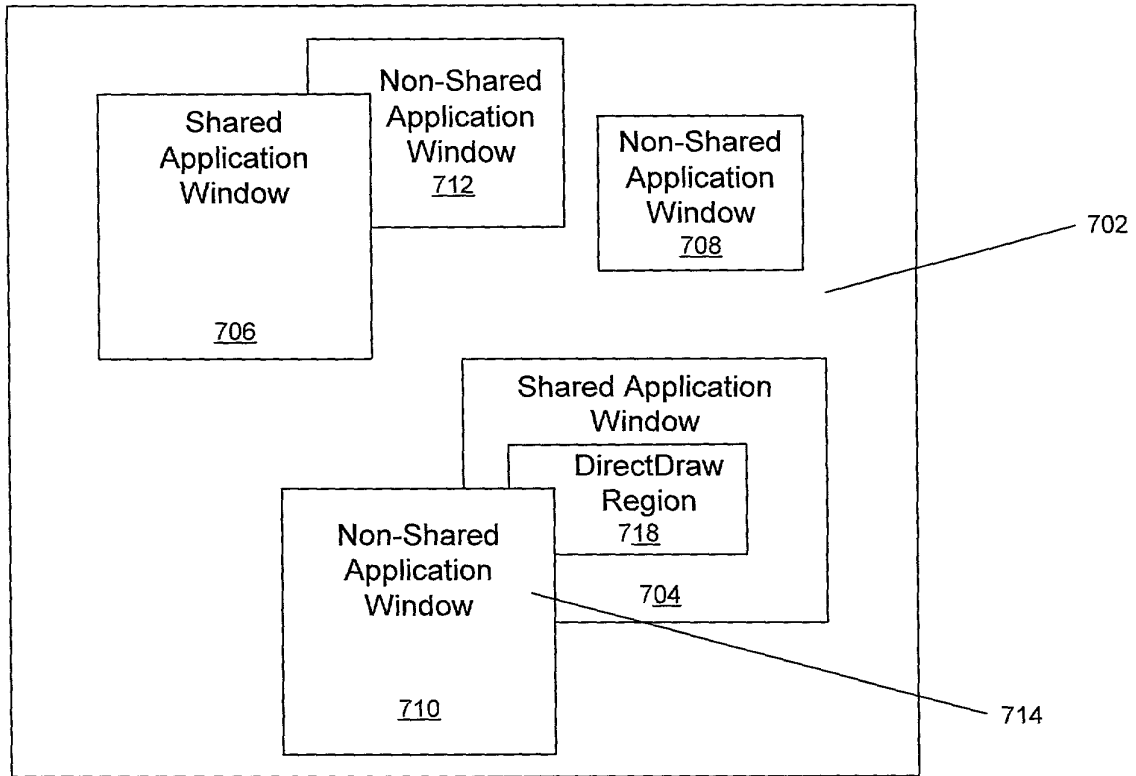 Non-Shared
Application
Window
712
Shared
Application
Window
706
Non-Shared
Application
Window
708
702
Shared Application
Window
DirectDraw
Region
718
704
Non-Shared
Application
Window
710
714